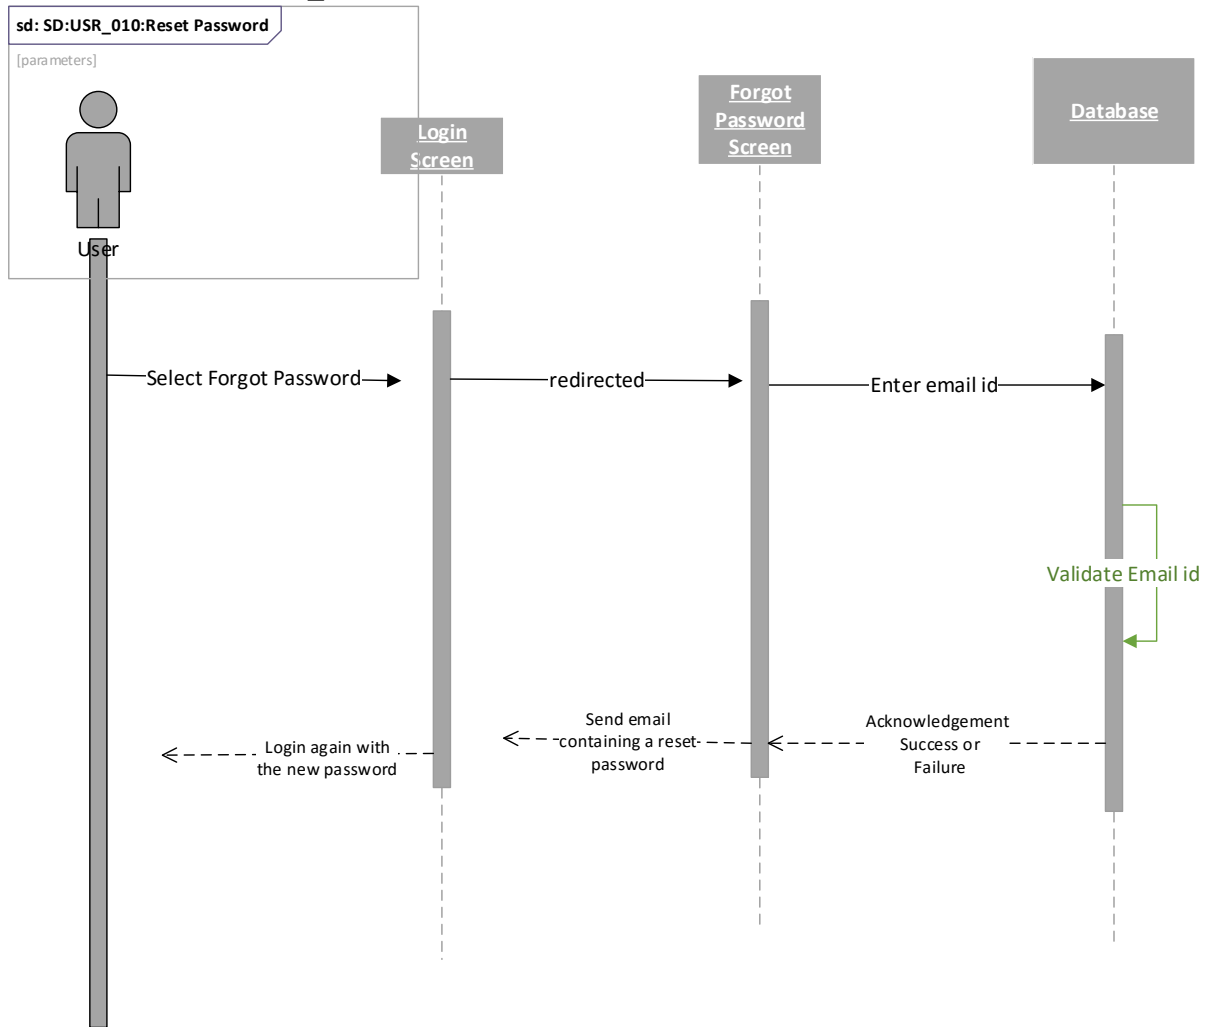 sd: SD:USR_010:Reset Password
[parameters]
User
Login
Screen
Forgot
Password
Screen
Database
Select Forgot Password
redirected
Enter email id
Validate Email id
Acknowledgement
Success or
Failure
Send email
containing a reset
password
Login again with
the new password